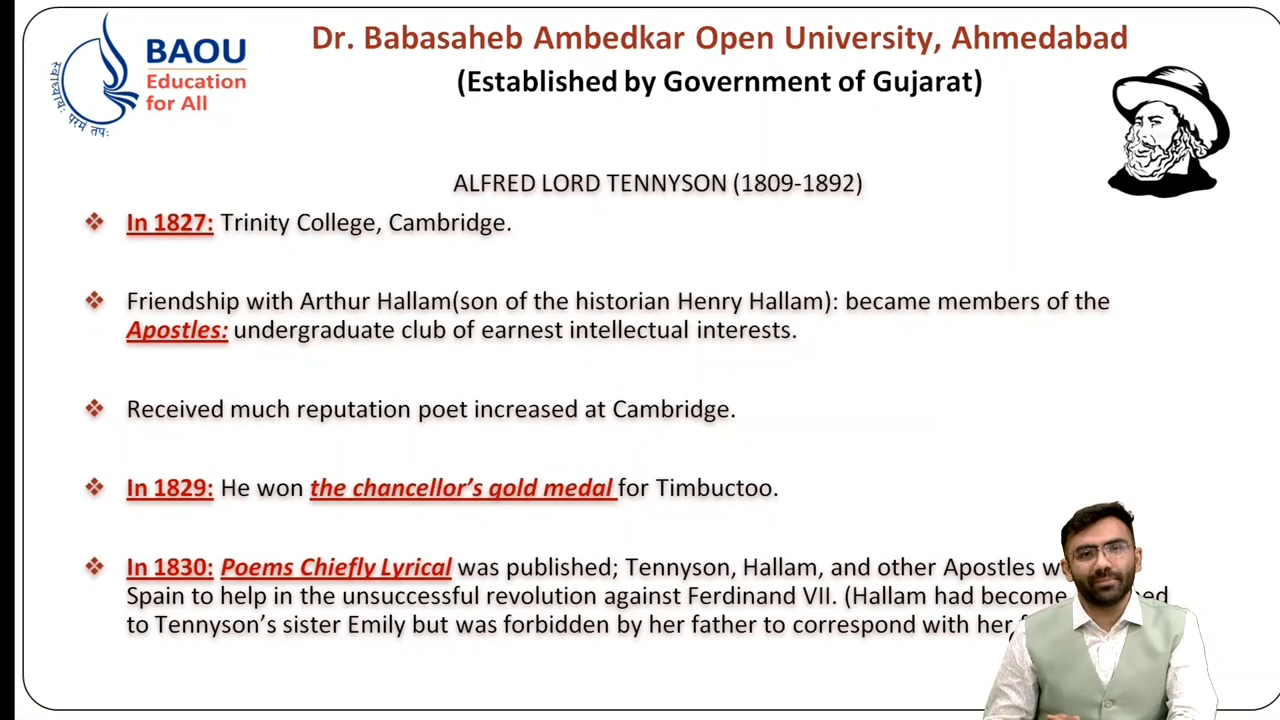 BAOU
Education
for All
स्वाध्यायः परमं तपः
Dr. Babasaheb Ambedkar Open University, Ahmedabad
(Established by Government of Gujarat)
ALFRED LORD TENNYSON (1809-1892)
In 1827: Trinity College, Cambridge.
Friendship with Arthur Hallam(son of the historian Henry Hallam): became members of the
Apostles: undergraduate club of earnest intellectual interests.
Received much reputation poet increased at Cambridge.
In 1829: He won the chancellor’s gold medal for Timbuctoo.
In 1830: Poems Chiefly Lyrical was published; Tennyson, Hallam, and other Apostles
Spain to help in the unsuccessful revolution against Ferdinand VII. (Hallam had become
to Tennyson’s sister Emily but was forbidden by her father to correspond with her